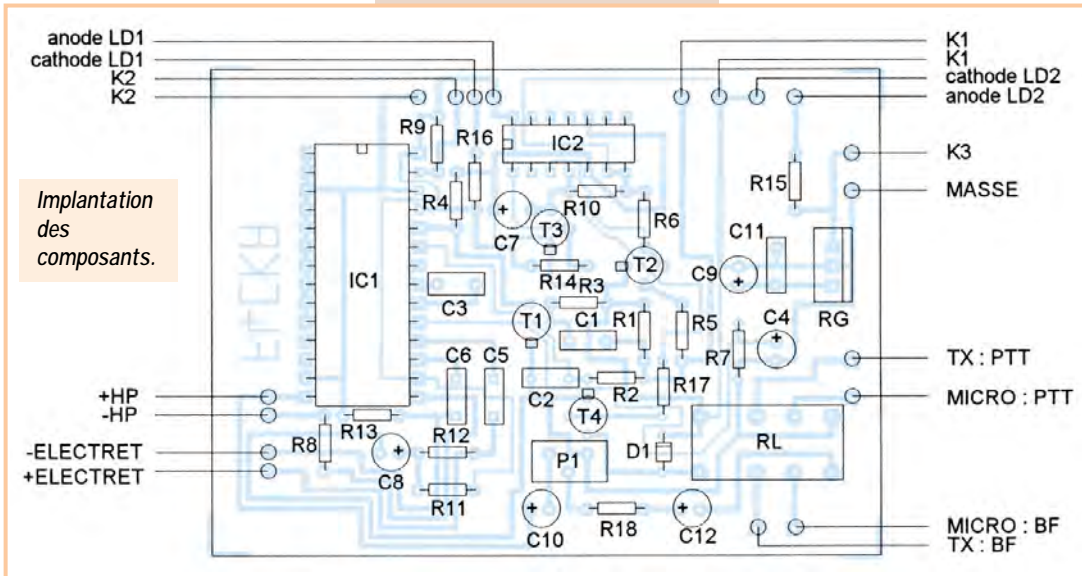 anode LD1
cathode LD1
K2
K2
K1
K1
cathode LD2
anode LD2
K3
MASSE
Implantation
des
composants.
R9
R16
IC2
R4
R10
R15
R6
C7
T3
C11
IC1
T2
C9
R14
R3
C3
T1
C1
R1
R5
C4
RG
R7
TX : PTT
C6
C5
C2
R2
R17
MICRO : PTT
+HP
-HP
R13
T4
RL
-ELECTRET
+ELECTRET
R8
R12
C8
P1
D1
R11
C10
R18
C12
MICRO : BF
TX : BF